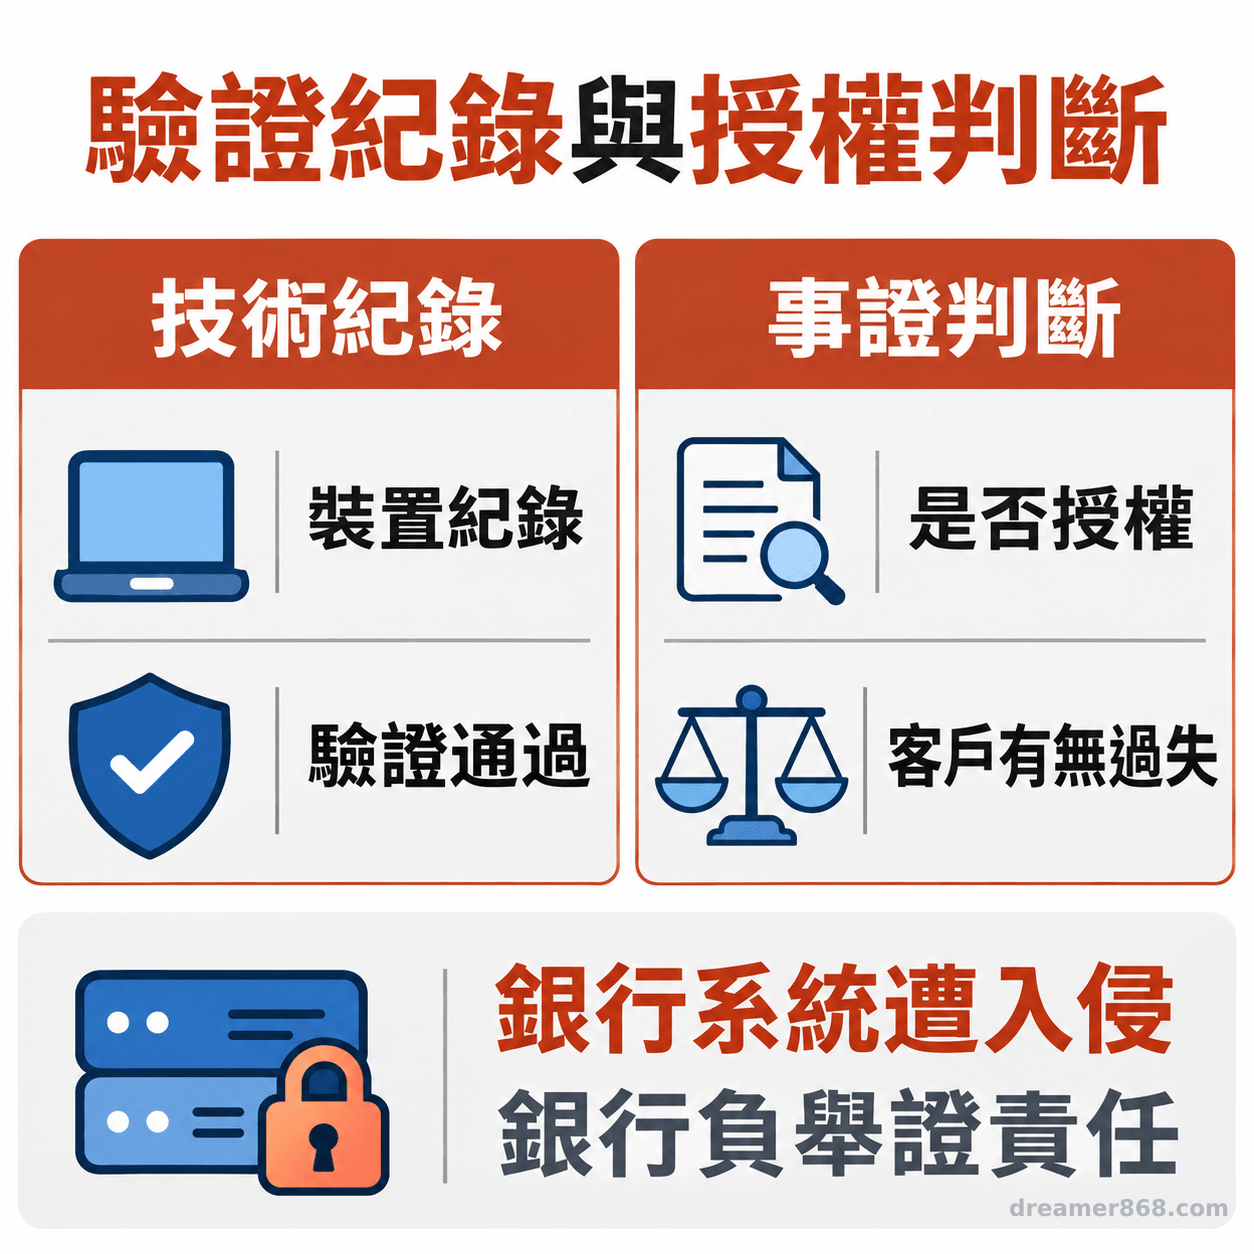 驗證紀錄與授權判斷
技術紀錄
裝置紀錄
驗證通過
事證判斷
是否授權
客戶有無過失
銀行系統遭入侵
銀行負舉證責任
dreamer868.com